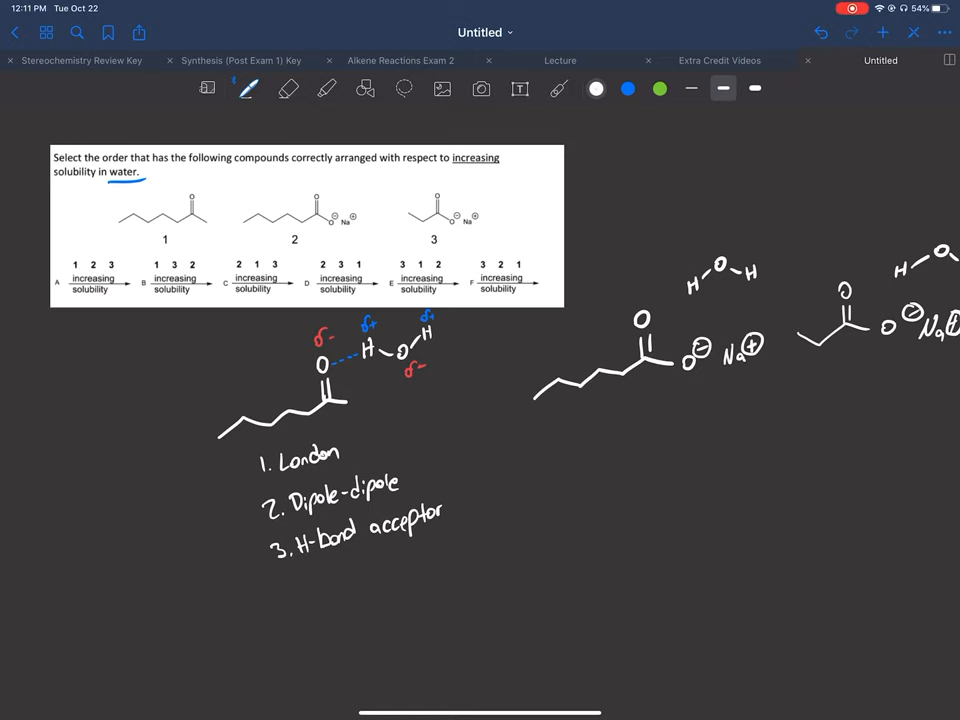 12:11 PM Tue Oct 22
54%
Untitled
Stereochemistry Review Key
Synthesis (Post Exam 1) Key
Alkene Reactions Exam 2
Lecture
Extra Credit Videos
Untitled
Select the order that has the following compounds correctly arranged with respect to increasing
solubility in water.
O
O
O⊖ Na⊕
O
O⊖ Na⊕
1
2
3
1 2 3
1 3 2
2 1 3
2 3 1
3 1 2
3 2 1
A increasing solubility
B increasing solubility
C increasing solubility
D increasing solubility
E increasing solubility
F increasing solubility
δ-
δ+
δ+
O
H
O
H
δ-
1. London
2. Dipole-dipole
3. H-bond acceptor
H O H
O
O⊖ Na⊕
H O
O
O⊖ Na⊕